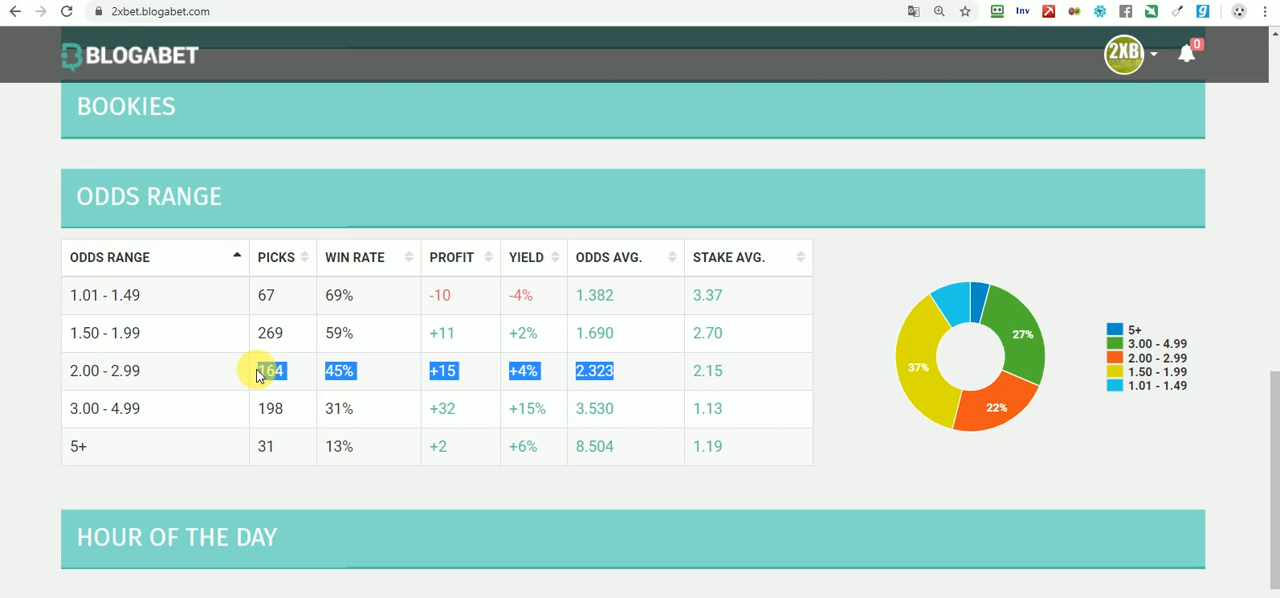 2xbet.blogabet.com
Inv
BLOGABET
2XB
0
BOOKIES
ODDS RANGE
ODDS RANGE PICKS WIN RATE PROFIT YIELD ODDS AVG. STAKE AVG.
1.01 - 1.49 67 69% -10 -4% 1.382 3.37
1.50 - 1.99 269 59% +11 +2% 1.690 2.70
2.00 - 2.99 164 45% +15 +4% 2.323 2.15
3.00 - 4.99 198 31% +32 +15% 3.530 1.13
5+ 31 13% +2 +6% 8.504 1.19
27%
37%
22%
5+
3.00 - 4.99
2.00 - 2.99
1.50 - 1.99
1.01 - 1.49
HOUR OF THE DAY